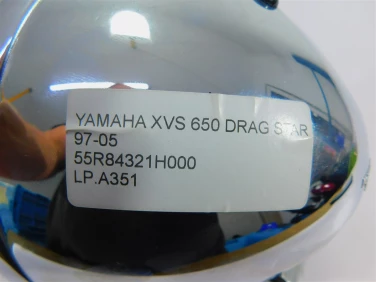 YAMAHA XVS 650 DRAG STAR
97-05
55R84321H000
LP.A351